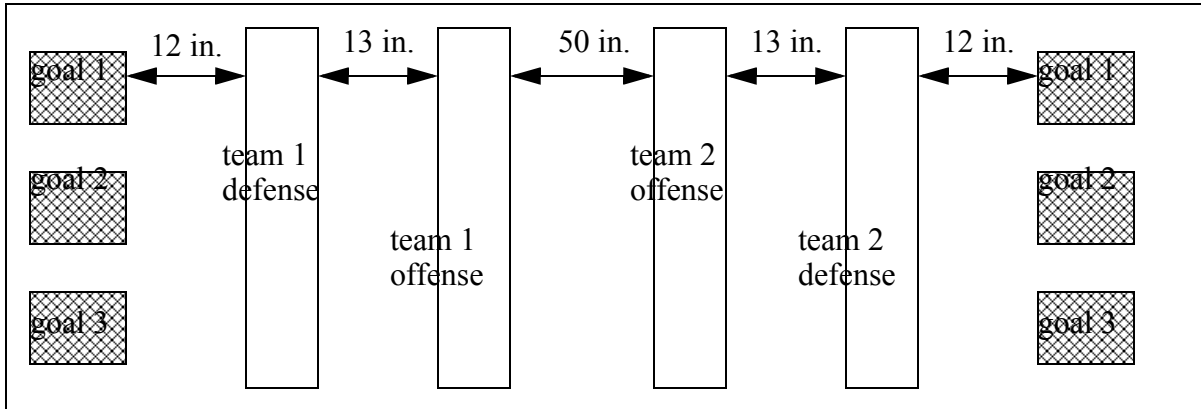 12 in.
13 in.
50 in.
13 in.
12 in.
goal 1
goal 1
team 1
defense
team 2
offense
goal 2
goal 2
team 1
offense
team 2
defense
goal 3
goal 3